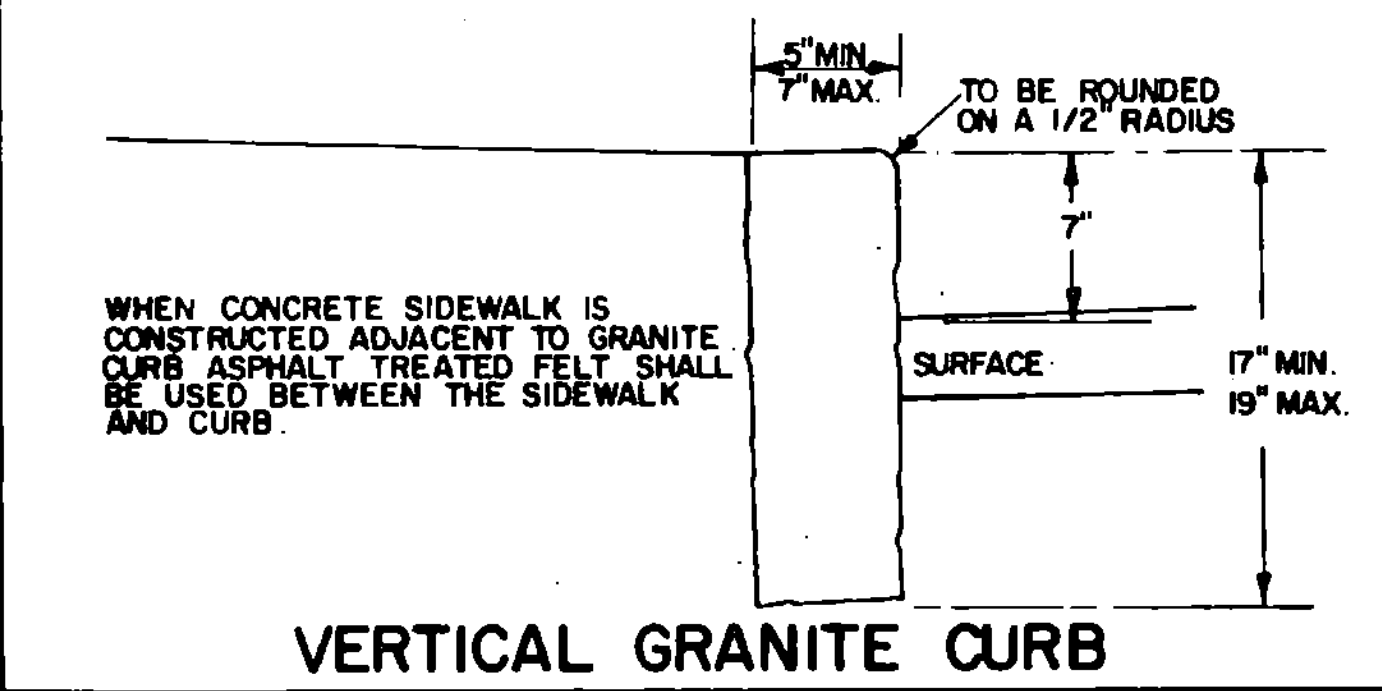 5" MIN.
7" MAX.
TO BE ROUNDED
ON A 1/2" RADIUS
7"
WHEN CONCRETE SIDEWALK IS
CONSTRUCTED ADJACENT TO GRANITE
CURB ASPHALT TREATED FELT SHALL
BE USED BETWEEN THE SIDEWALK
AND CURB.
SURFACE
17" MIN.
19" MAX.
VERTICAL GRANITE CURB